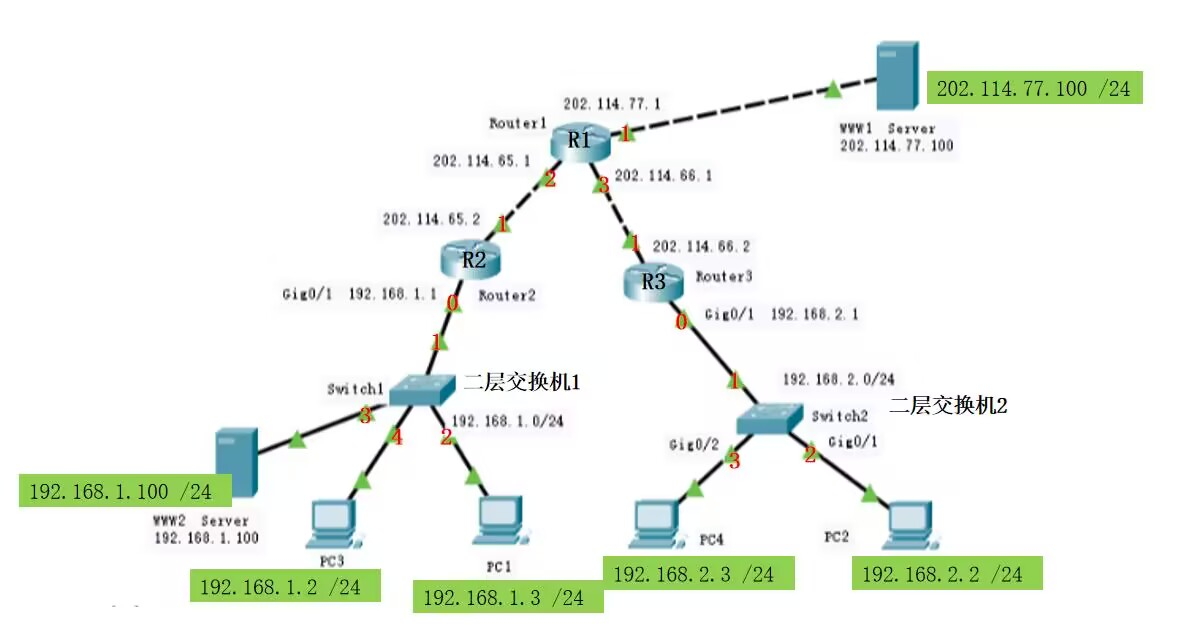 202.114.77.100 /24
202.114.77.1
Router1
R1
1
WWW1 Server
202.114.77.100
202.114.65.1
2
3
202.114.66.1
202.114.65.2
1
1
202.114.66.2
R2
R3
Router3
Gig0/1 192.168.1.1
0
Router2
0
Gig0/1 192.168.2.1
1
Switch1
二层交换机1
1
192.168.2.0/24
二层交换机2
3
4
2
192.168.1.0/24
Switch2
Gig0/2
3
2
Gig0/1
192.168.1.100 /24
WWW2 Server
192.168.1.100
PC3
PC1
PC4
PC2
192.168.1.2 /24
192.168.1.3 /24
192.168.2.3 /24
192.168.2.2 /24